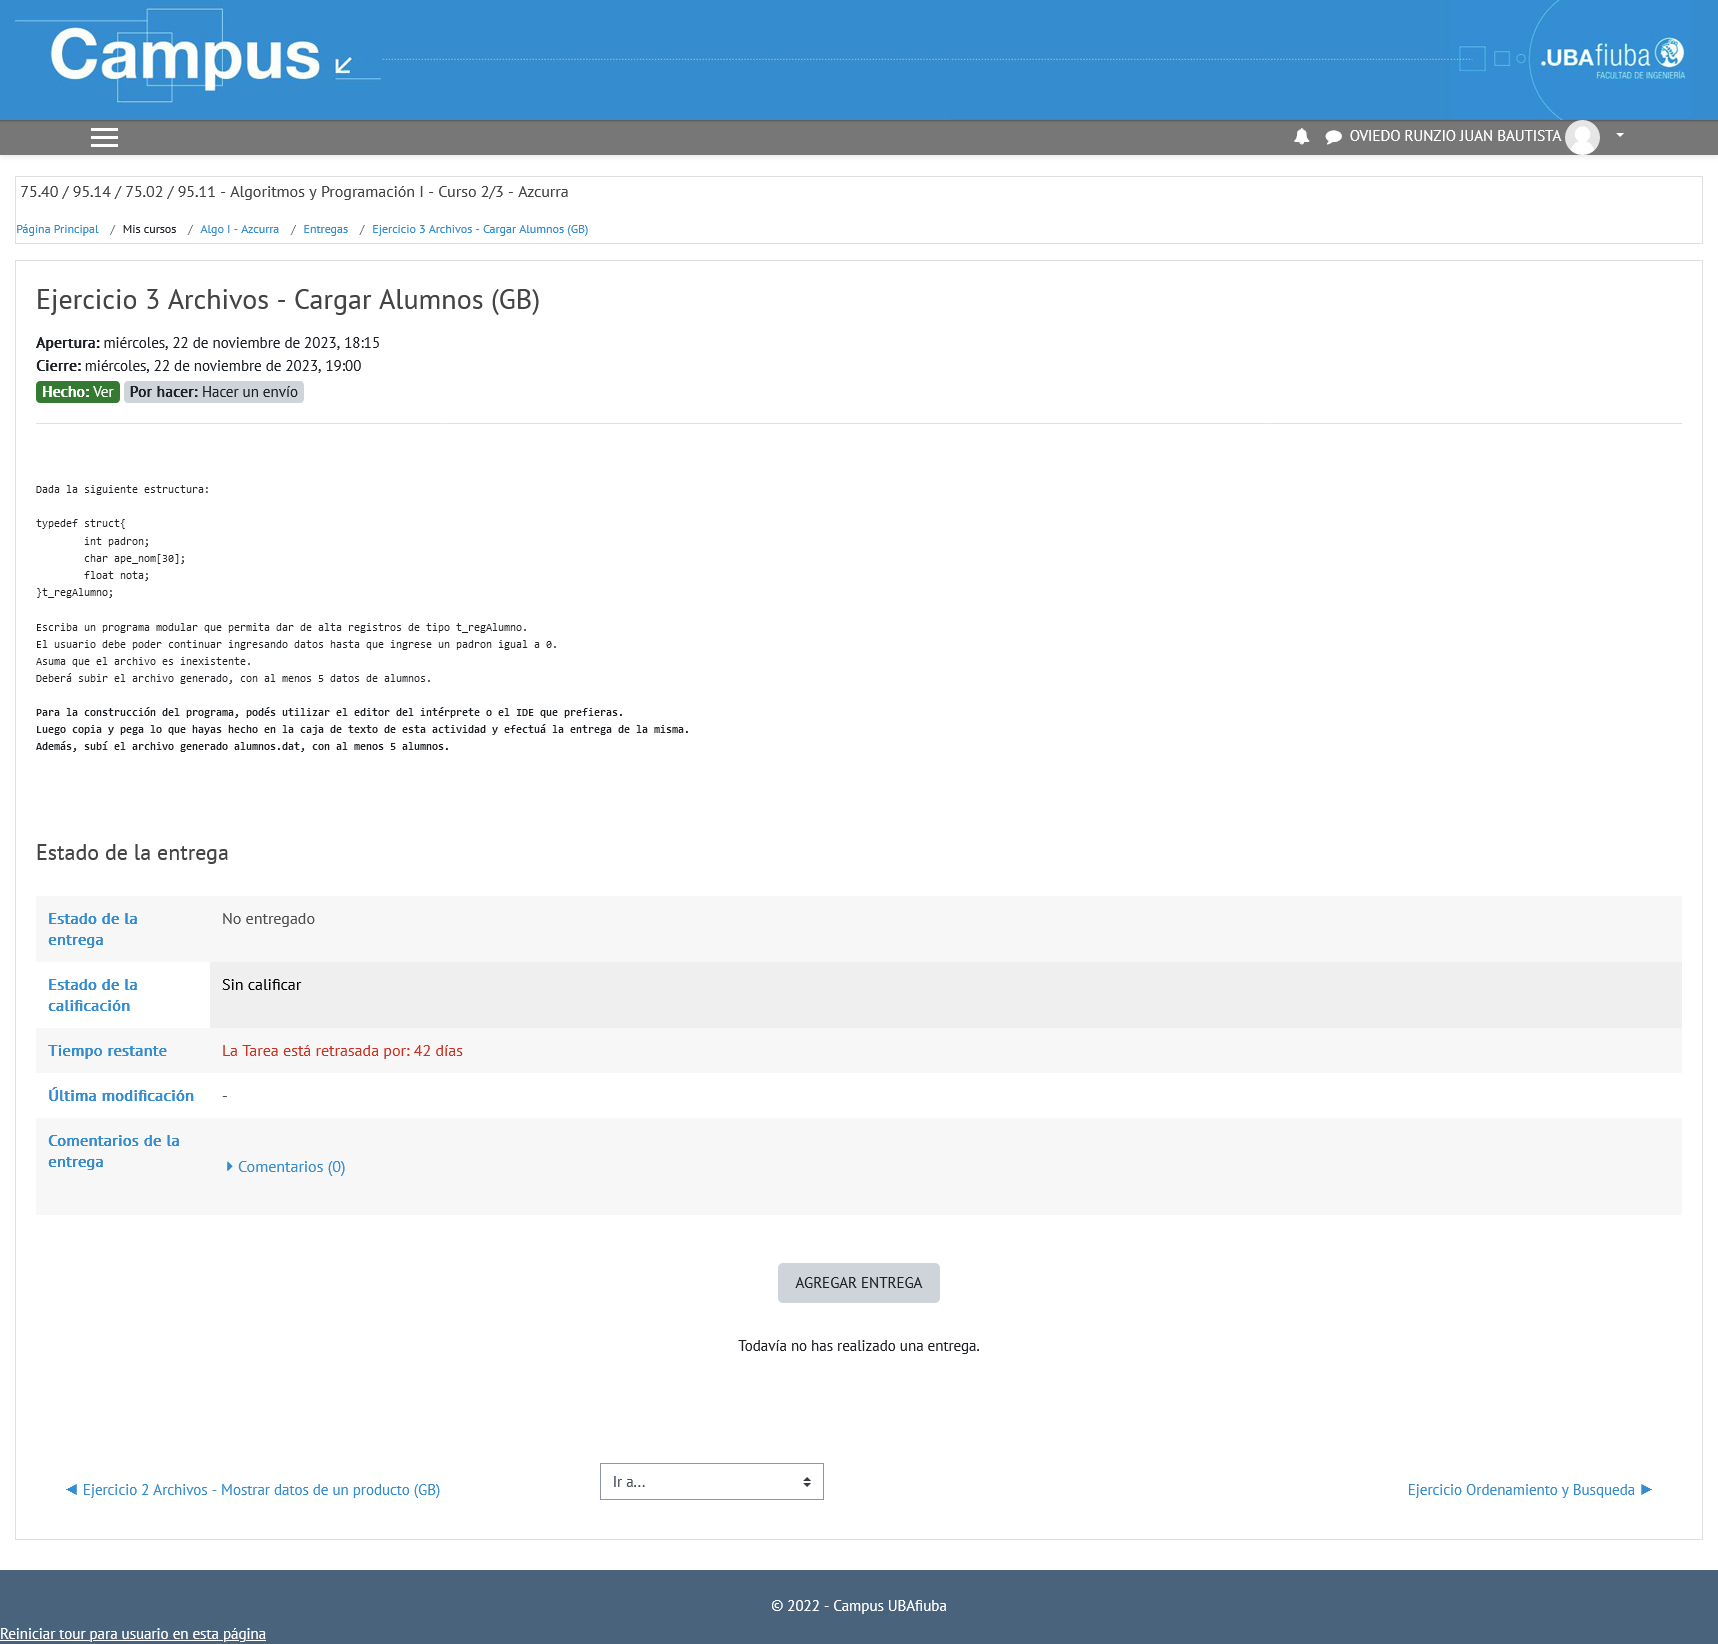 Campus
.UBAfiuba
FACULTAD DE INGENIERÍA
OVIEDO RUNZIO JUAN BAUTISTA
75.40 / 95.14 / 75.02 / 95.11 - Algoritmos y Programación I - Curso 2/3 - Azcurra
Página Principal / Mis cursos / Algo I - Azcurra / Entregas / Ejercicio 3 Archivos - Cargar Alumnos (GB)
Ejercicio 3 Archivos - Cargar Alumnos (GB)
Apertura: miércoles, 22 de noviembre de 2023, 18:15
Cierre: miércoles, 22 de noviembre de 2023, 19:00
Hecho: Ver Por hacer: Hacer un envío
Dada la siguiente estructura:
typedef struct{
int padron;
char ape_nom[30];
float nota;
}t_regAlumno;
Escriba un programa modular que permita dar de alta registros de tipo t_regAlumno.
El usuario debe poder continuar ingresando datos hasta que ingrese un padron igual a 0.
Asuma que el archivo es inexistente.
Deberá subir el archivo generado, con al menos 5 datos de alumnos.
Para la construcción del programa, podés utilizar el editor del intérprete o el IDE que prefieras.
Luego copia y pega lo que hayas hecho en la caja de texto de esta actividad y efectuá la entrega de la misma.
Además, subí el archivo generado alumnos.dat, con al menos 5 alumnos.
Estado de la entrega
Estado de la entrega
No entregado
Estado de la calificación
Sin calificar
Tiempo restante
La Tarea está retrasada por: 42 días
Última modificación
-
Comentarios de la entrega
Comentarios (0)
AGREGAR ENTREGA
Todavía no has realizado una entrega.
◀ Ejercicio 2 Archivos - Mostrar datos de un producto (GB)
Ir a...
Ejercicio Ordenamiento y Busqueda ▶
© 2022 - Campus UBAfiuba
Reiniciar tour para usuario en esta página